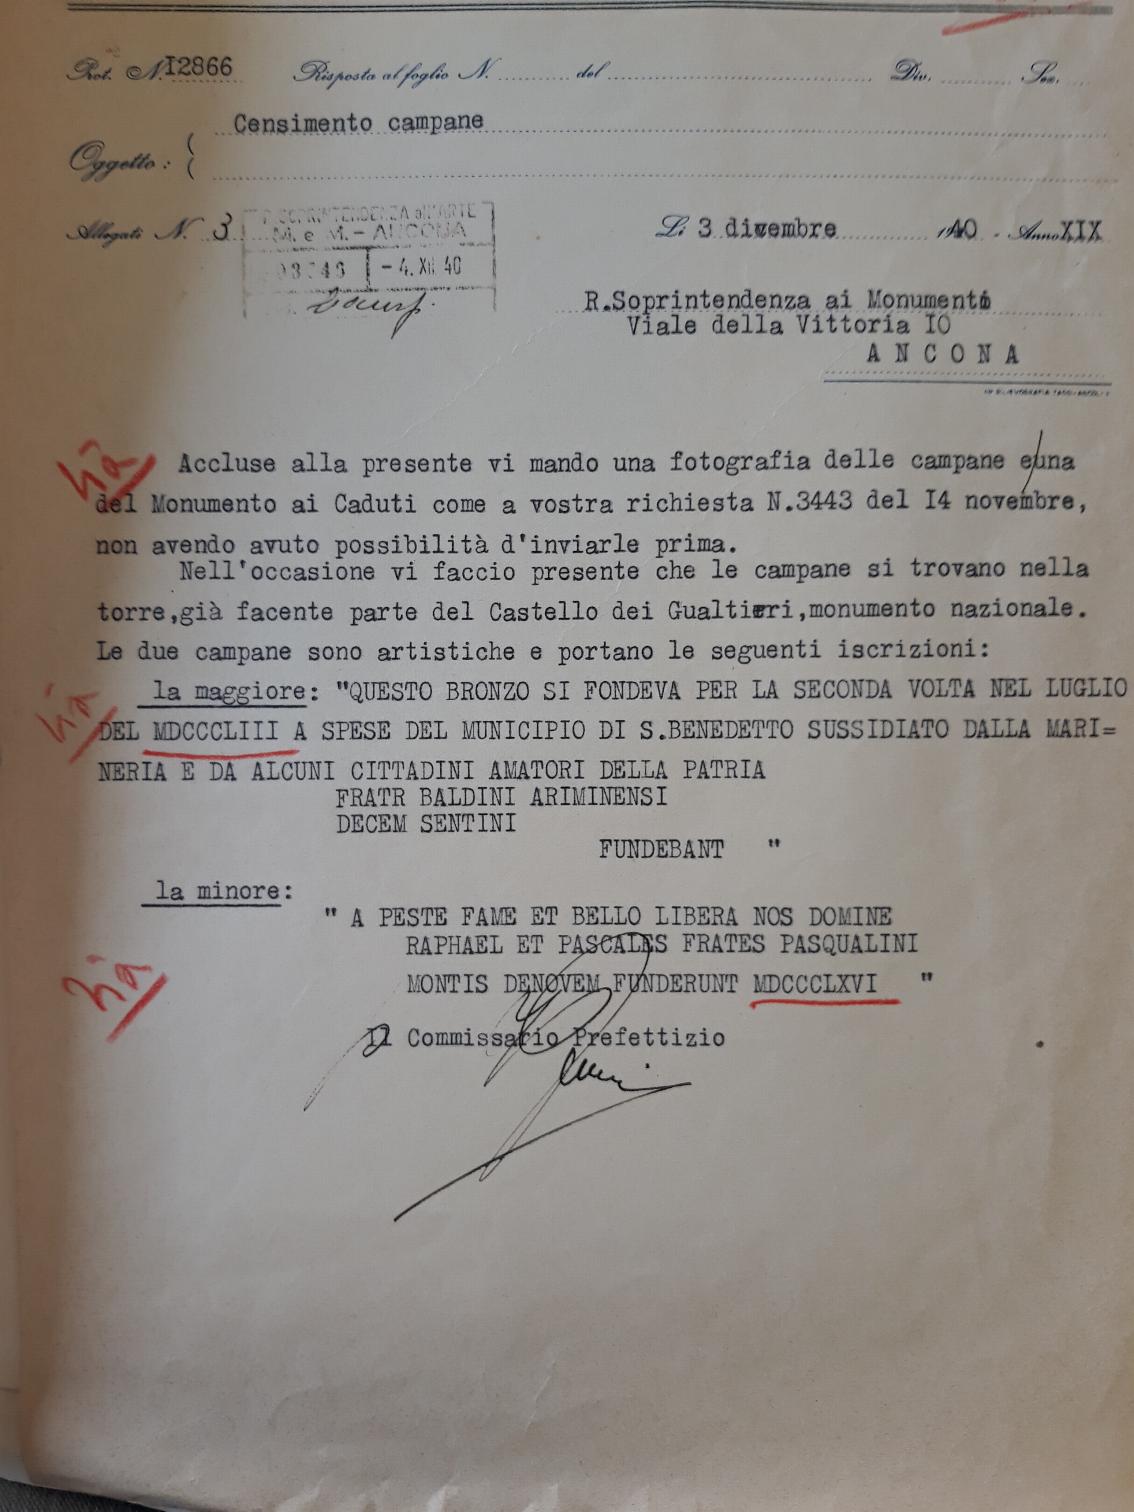 Prot. N. I2866 Risposta al foglio N. del Div. Sez.
Censimento campane
Oggetto :
Allegati N. 3
R. SOPRINTENDENZA all'ARTE
M. e M. - ANCONA
- 4. XII 40
Li 3 dicembre 1940 - Anno XIX
R.Soprintendenza ai Monumenti
Viale della Vittoria IO
ANCONA
Accluse alla presente vi mando una fotografia delle campane e una
del Monumento ai Caduti come a vostra richiesta N.3443 del I4 novembre,
non avendo avuto possibilità d'inviarle prima.
Nell'occasione vi faccio presente che le campane si trovano nella
torre,già facente parte del Castello dei Gualtieri,monumento nazionale.
Le due campane sono artistiche e portano le seguenti iscrizioni:
la maggiore: "QUESTO BRONZO SI FONDEVA PER LA SECONDA VOLTA NEL LUGLIO
DEL MDCCCLIII A SPESE DEL MUNICIPIO DI S.BENEDETTO SUSSIDIATO DALLA MARI=
NERIA E DA ALCUNI CITTADINI AMATORI DELLA PATRIA
FRATR BALDINI ARIMINENSI
DECEM SENTINI
FUNDEBANT "
la minore:
" A PESTE FAME ET BELLO LIBERA NOS DOMINE
RAPHAEL ET PASCALES FRATES PASQUALINI
MONTIS DENOVEM FUNDERUNT MDCCCLXVI "
Il Commissario Prefettizio